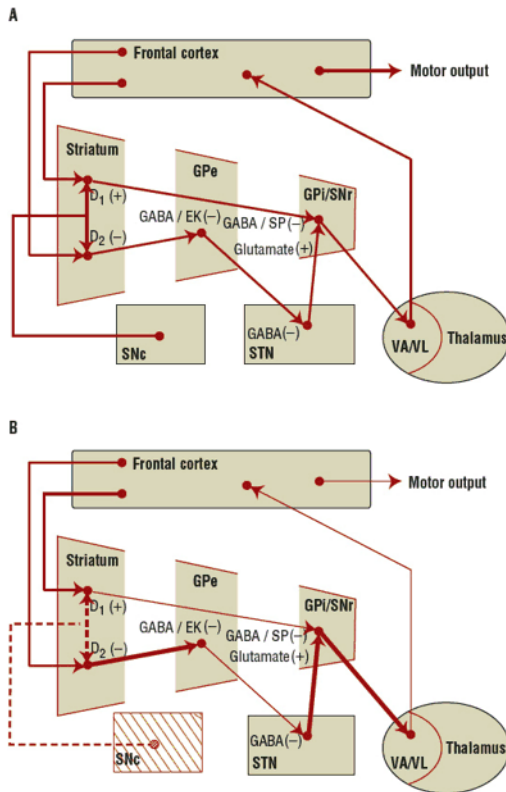 A
Frontal cortex
Motor output
Striatum
GPe
GPi/SNr
D1 (+)
GABA / EK (–)
GABA / SP (–)
D2 (–)
Glutamate (+)
GABA (–)
SNc
STN
VA/VL
Thalamus
B
Frontal cortex
Motor output
Striatum
GPe
GPi/SNr
D1 (+)
GABA / EK (–)
GABA / SP (–)
D2 (–)
Glutamate (+)
GABA (–)
SNc
STN
VA/VL
Thalamus